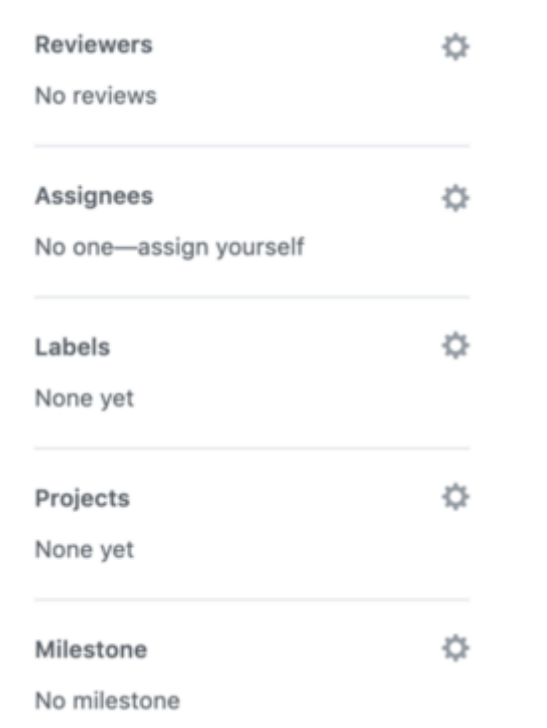 Reviewers
No reviews
Assignees
No one—assign yourself
Labels
None yet
Projects
None yet
Milestone
No milestone